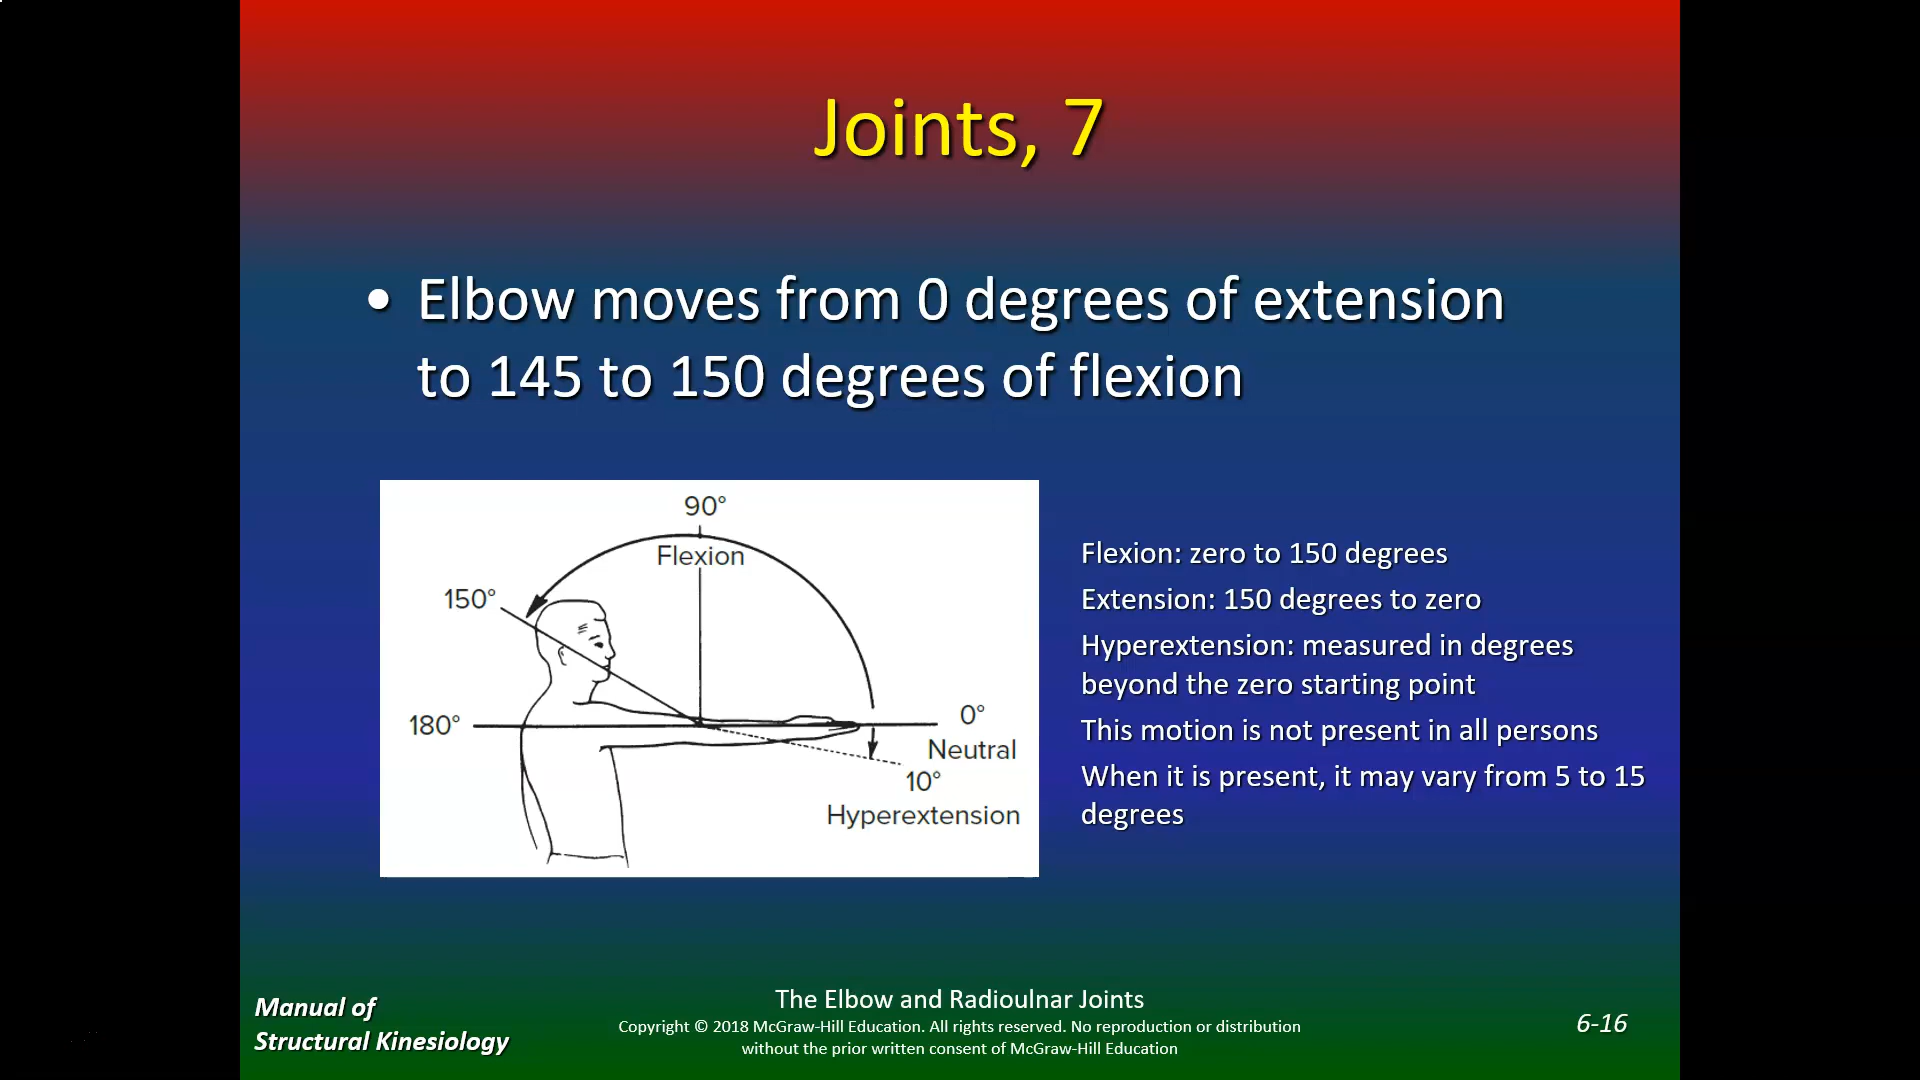 Joints, 7
• Elbow moves from 0 degrees of extension
to 145 to 150 degrees of flexion
90°
Flexion
150°
180°
0°
Neutral
10°
Hyperextension
Flexion: zero to 150 degrees
Extension: 150 degrees to zero
Hyperextension: measured in degrees
beyond the zero starting point
This motion is not present in all persons
When it is present, it may vary from 5 to 15
degrees
Manual of
Structural Kinesiology
The Elbow and Radioulnar Joints
Copyright © 2018 McGraw-Hill Education. All rights reserved. No reproduction or distribution
without the prior written consent of McGraw-Hill Education
6-16